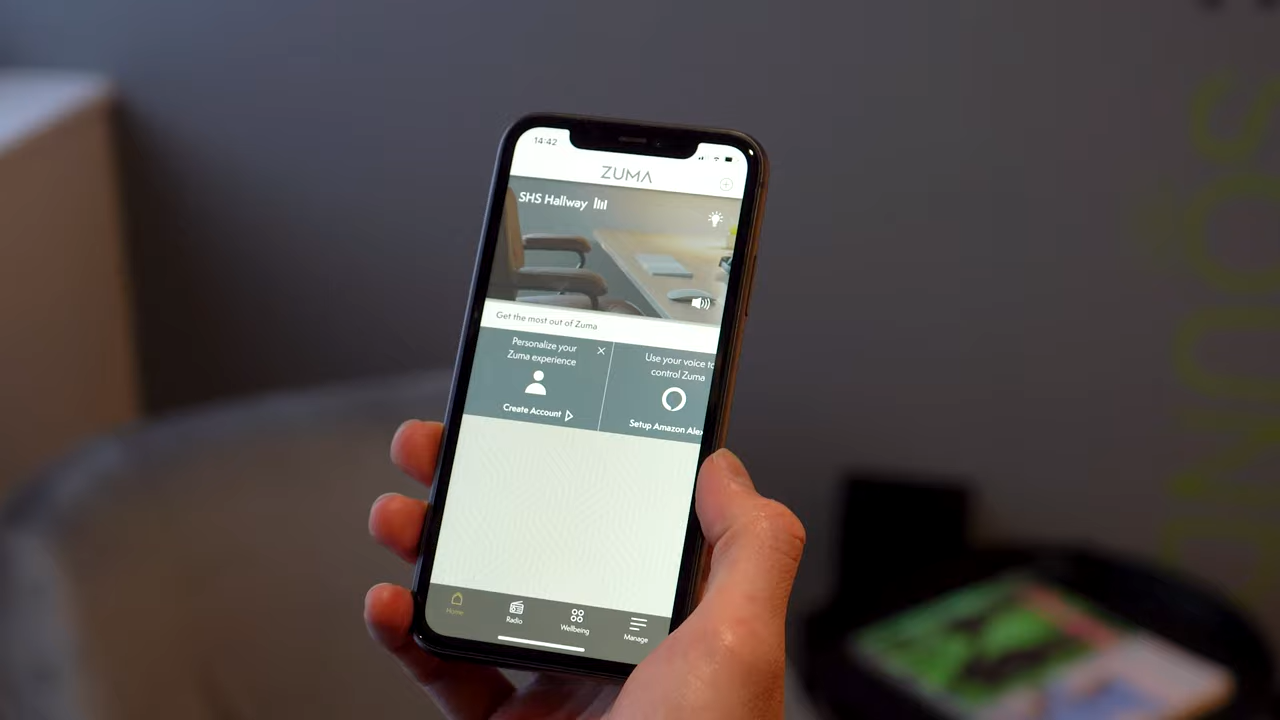 14:42
ZUMA
SHS Hallway
Get the most out of Zuma
Personalize your
Zuma experience
Create Account
Use your voice to
control Zuma
Setup Amazon Alex
Home
Radio
Wellbeing
Manage